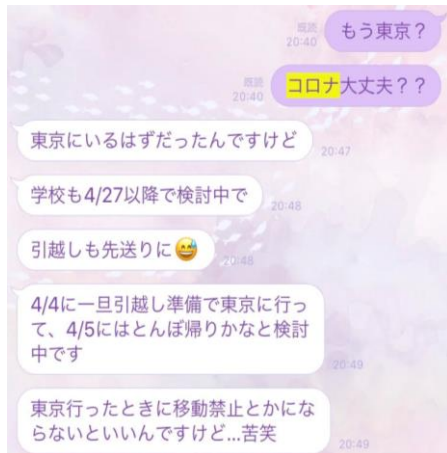 もう東京？
既読
20:40
コロナ大丈夫？？
既読
20:40
東京にいるはずだったんですけど
20:47
学校も4/27以降で検討中で
20:48
引越しも先送りに😅
20:48
4/4に一旦引越し準備で東京に行っ
て、4/5にはとんぼ帰りかなと検討
中です
20:49
東京行ったときに移動禁止とかにな
らないといいんですけど...苦笑
20:49